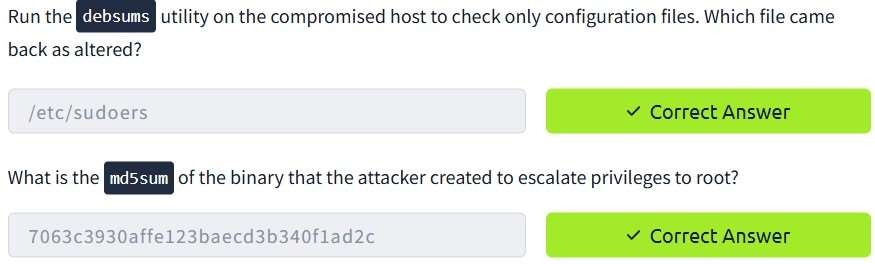 Run the debsums utility on the compromised host to check only configuration files. Which file came
back as altered?
/etc/sudoers
✓ Correct Answer
What is the md5sum of the binary that the attacker created to escalate privileges to root?
7063c3930affe123baecd3b340f1ad2c
✓ Correct Answer